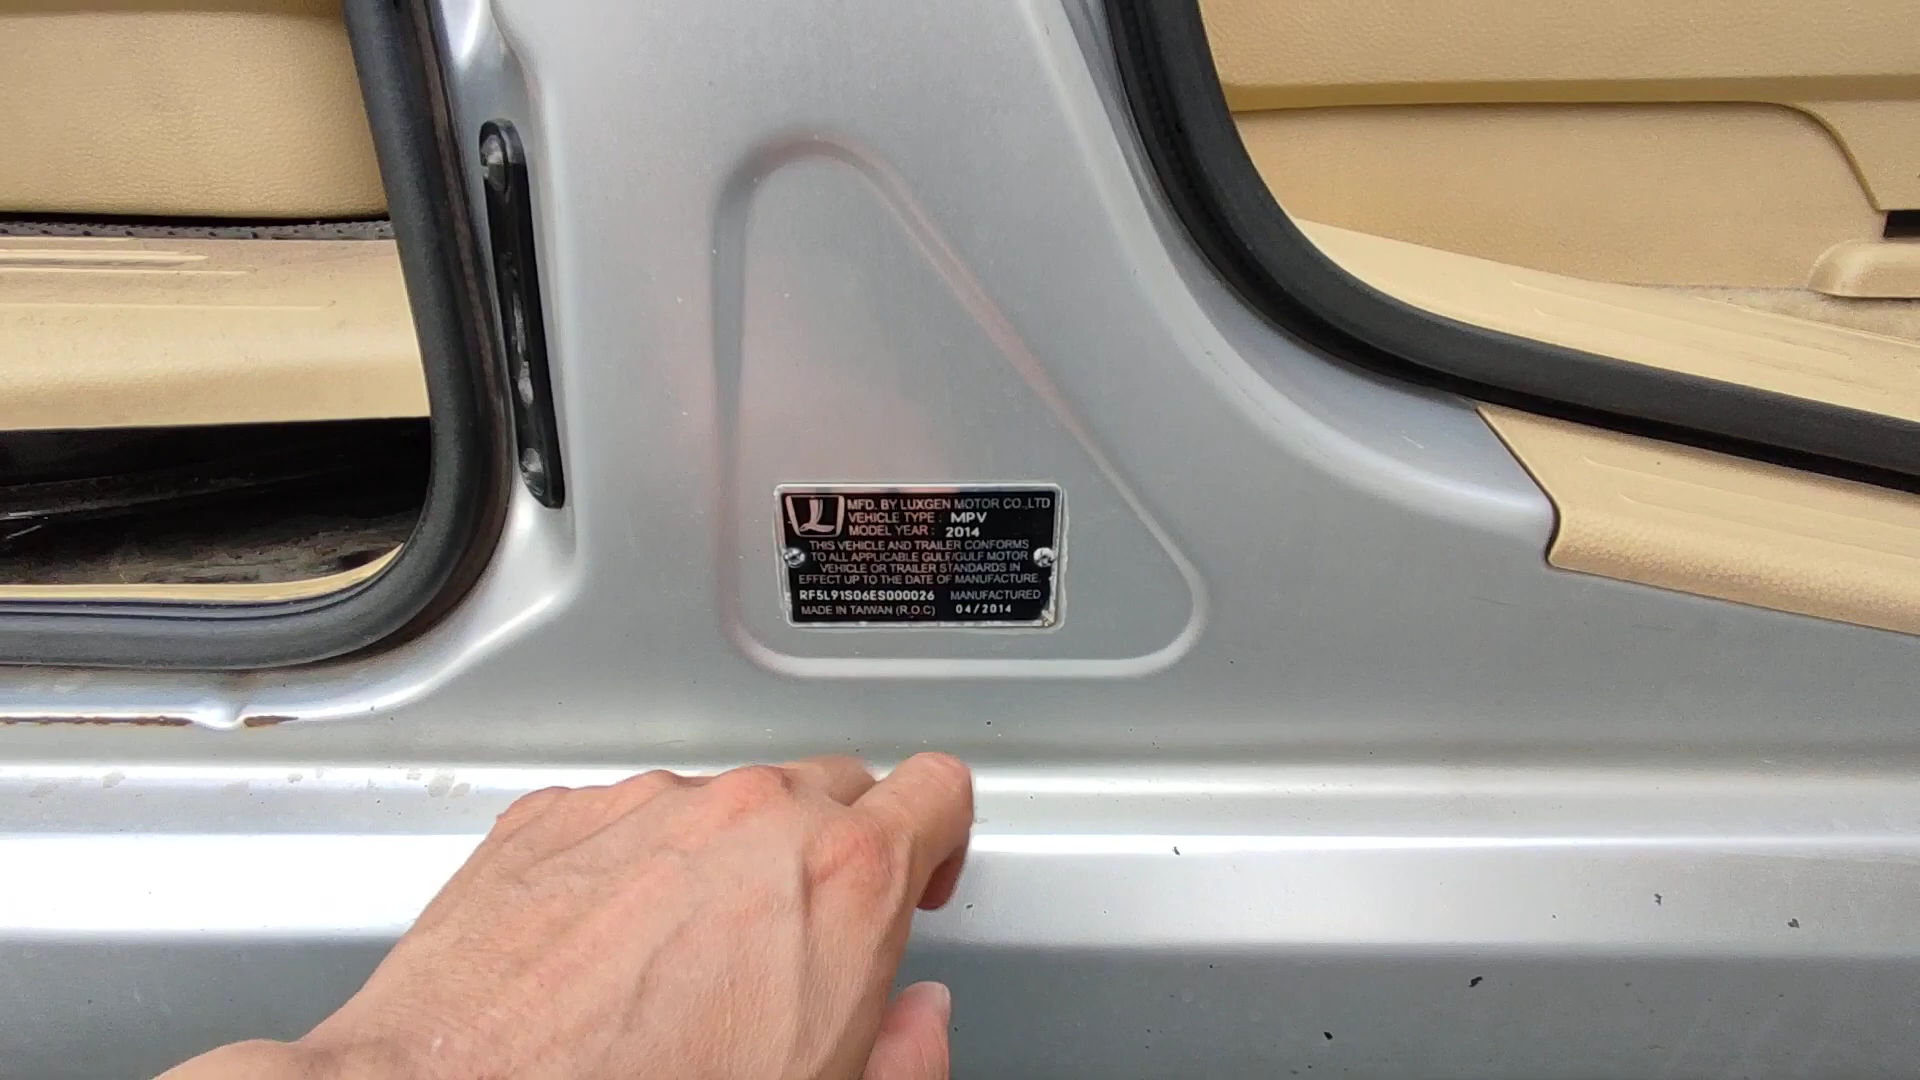 MFD. BY LUXGEN MOTOR CO.,LTD
VEHICLE TYPE : MPV
MODEL YEAR : 2014
THIS VEHICLE AND TRAILER CONFORMS
TO ALL APPLICABLE GULF/GULF MOTOR
VEHICLE OR TRAILER STANDARDS IN
EFFECT UP TO THE DATE OF MANUFACTURE.
RF5L91S06ES000026 MANUFACTURED
MADE IN TAIWAN (R.O.C) 04/2014